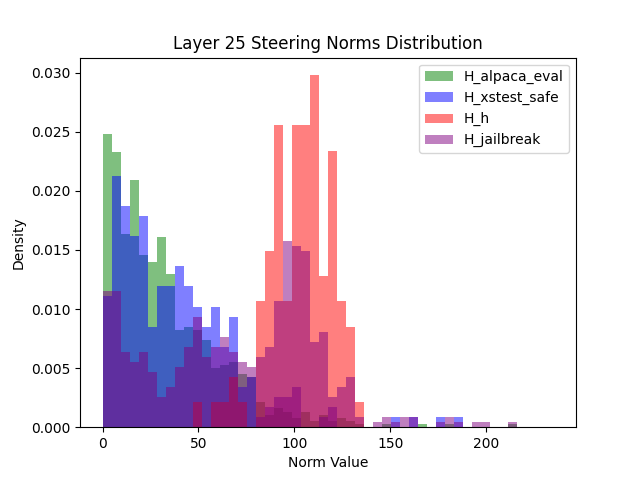 Layer 25 Steering Norms Distribution
H_alpaca_eval
H_xstest_safe
H_h
H_jailbreak
0.030
0.025
0.020
0.015
0.010
0.005
0.000
Density
0
50
100
150
200
Norm Value